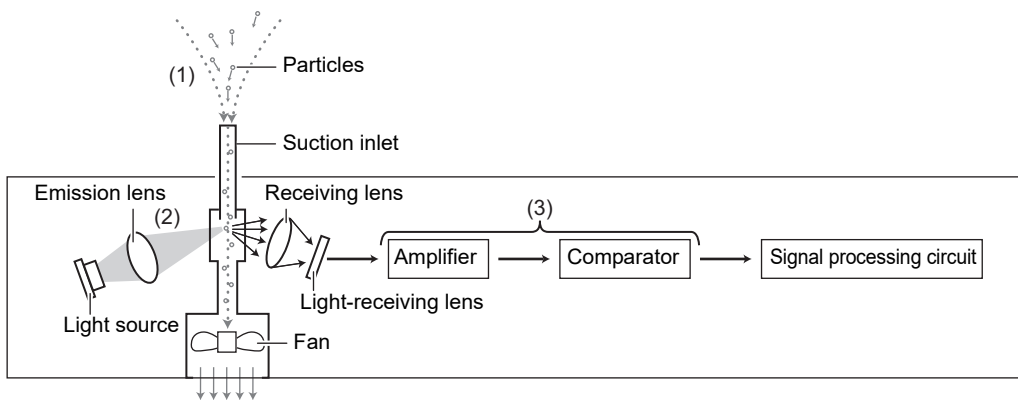 (1)
Particles
Suction inlet
Emission lens
(2)
Receiving lens
(3)
Amplifier
Comparator
Signal processing circuit
Light-receiving lens
Light source
Fan